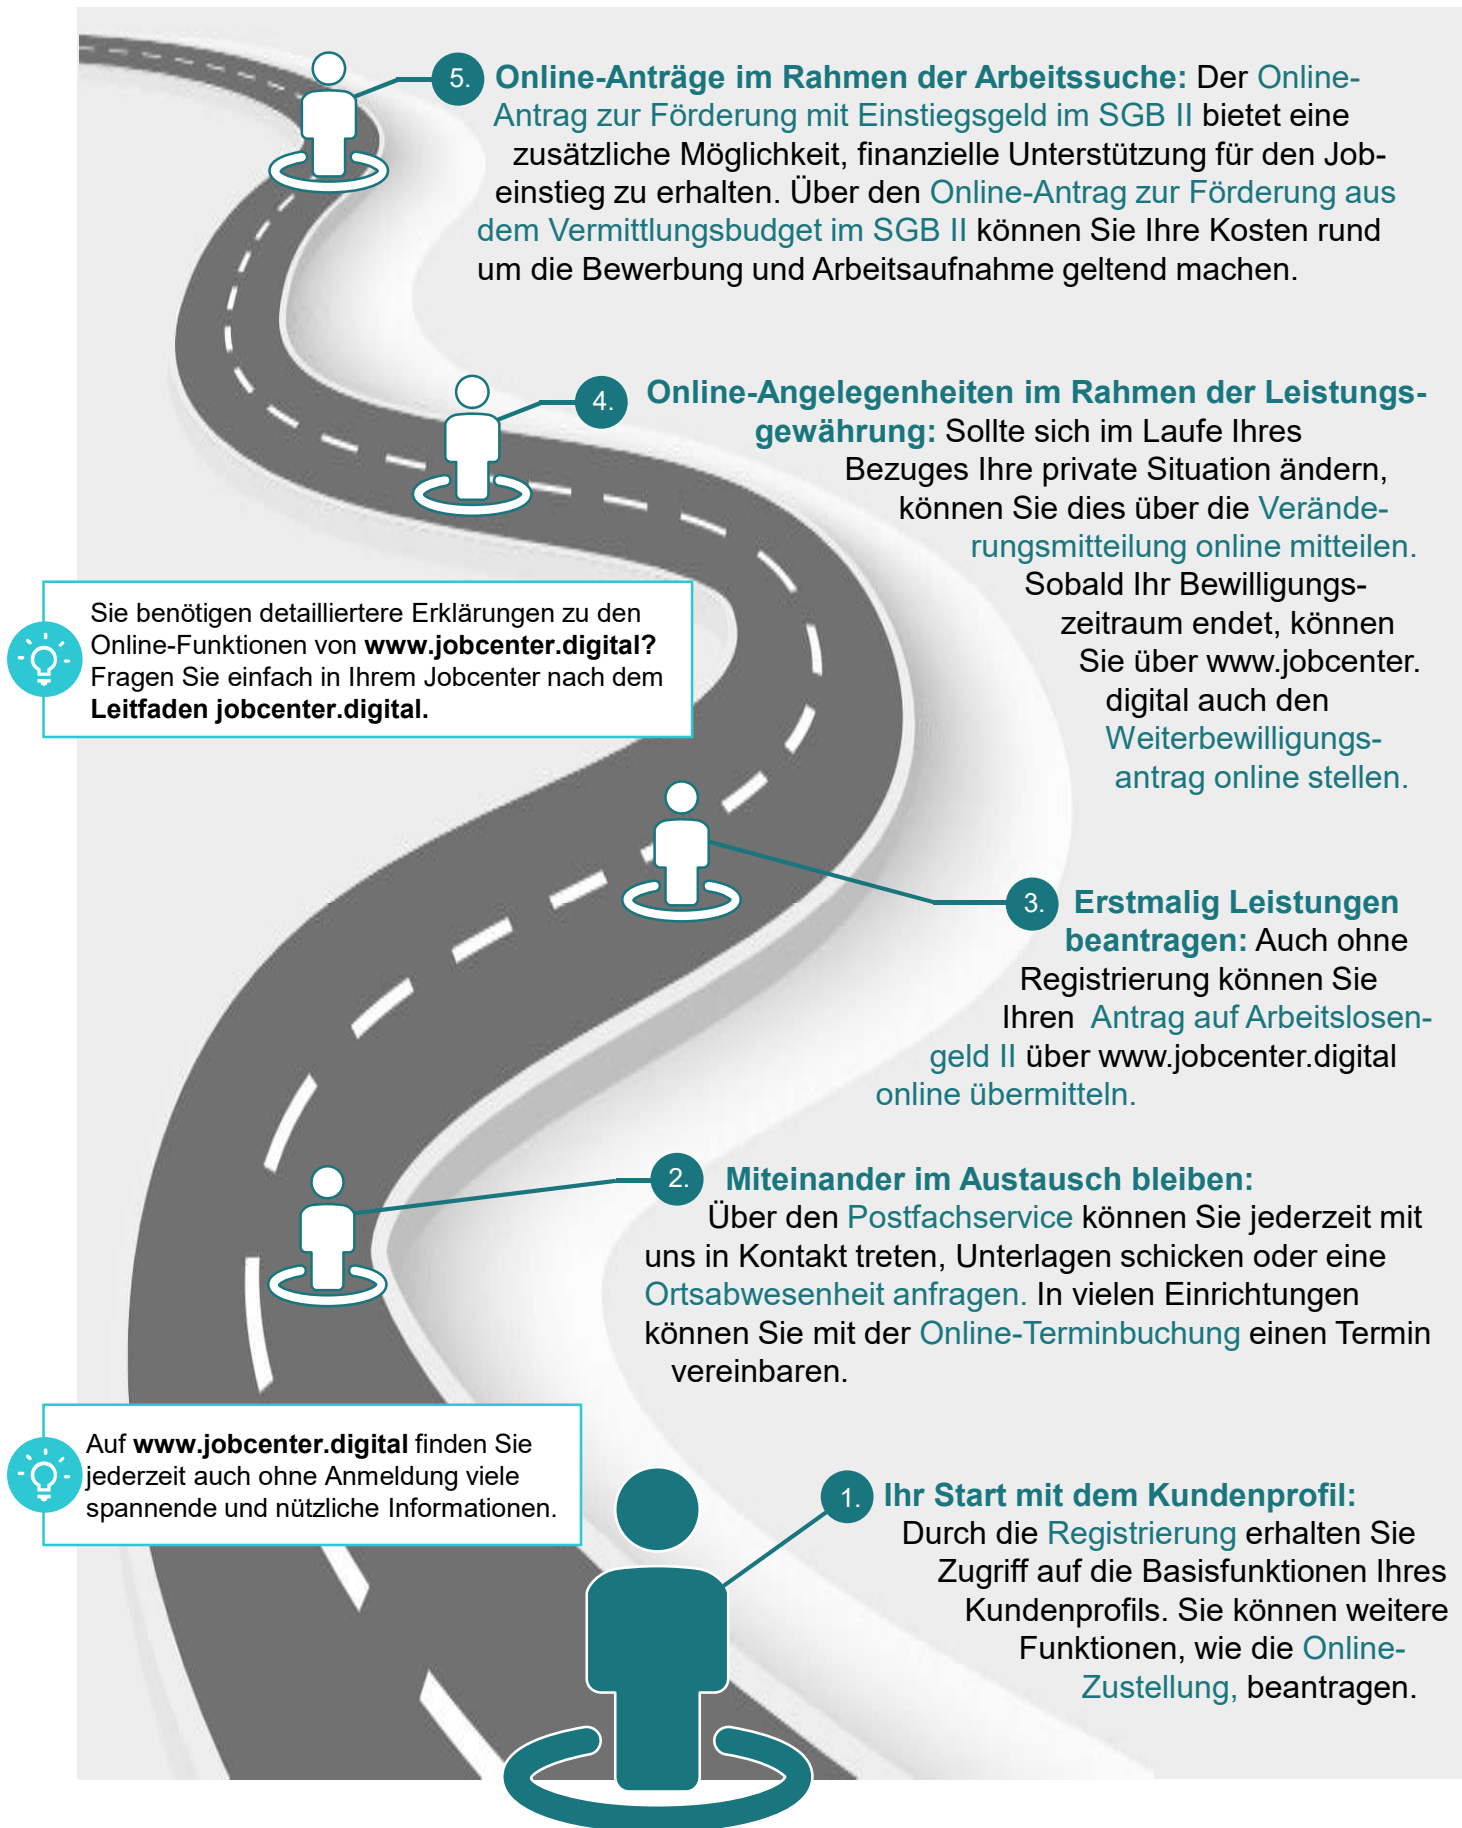 5. Online-Anträge im Rahmen der Arbeitssuche: Der Online-
Antrag zur Förderung mit Einstiegsgeld im SGB II bietet eine
zusätzliche Möglichkeit, finanzielle Unterstützung für den Job-
einstieg zu erhalten. Über den Online-Antrag zur Förderung aus
dem Vermittlungsbudget im SGB II können Sie Ihre Kosten rund
um die Bewerbung und Arbeitsaufnahme geltend machen.
4. Online-Angelegenheiten im Rahmen der Leistungs-
gewährung: Sollte sich im Laufe Ihres
Bezuges Ihre private Situation ändern,
können Sie dies über die Verände-
rungsmitteilung online mitteilen.
Sobald Ihr Bewilligungs-
zeitraum endet, können
Sie über www.jobcenter.
digital auch den
Weiterbewilligungs-
antrag online stellen.
Sie benötigen detailliertere Erklärungen zu den
Online-Funktionen von www.jobcenter.digital?
Fragen Sie einfach in Ihrem Jobcenter nach dem
Leitfaden jobcenter.digital.
3. Erstmalig Leistungen
beantragen: Auch ohne
Registrierung können Sie
Ihren Antrag auf Arbeitslosen-
geld II über www.jobcenter.digital
online übermitteln.
2. Miteinander im Austausch bleiben:
Über den Postfachservice können Sie jederzeit mit
uns in Kontakt treten, Unterlagen schicken oder eine
Ortsabwesenheit anfragen. In vielen Einrichtungen
können Sie mit der Online-Terminbuchung einen Termin
vereinbaren.
Auf www.jobcenter.digital finden Sie
jederzeit auch ohne Anmeldung viele
spannende und nützliche Informationen.
1. Ihr Start mit dem Kundenprofil:
Durch die Registrierung erhalten Sie
Zugriff auf die Basisfunktionen Ihres
Kundenprofils. Sie können weitere
Funktionen, wie die Online-
Zustellung, beantragen.